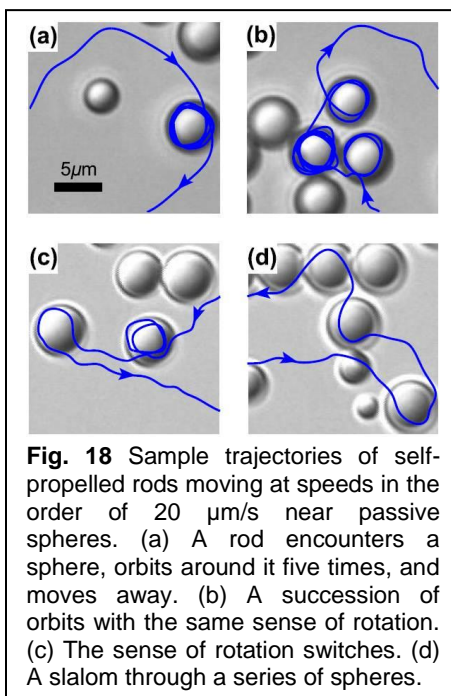 (a)
(b)
5μm
(c)
(d)
Fig. 18 Sample trajectories of self-
propelled rods moving at speeds in the
order of 20 μm/s near passive
spheres. (a) A rod encounters a
sphere, orbits around it five times, and
moves away. (b) A succession of
orbits with the same sense of rotation.
(c) The sense of rotation switches. (d)
A slalom through a series of spheres.